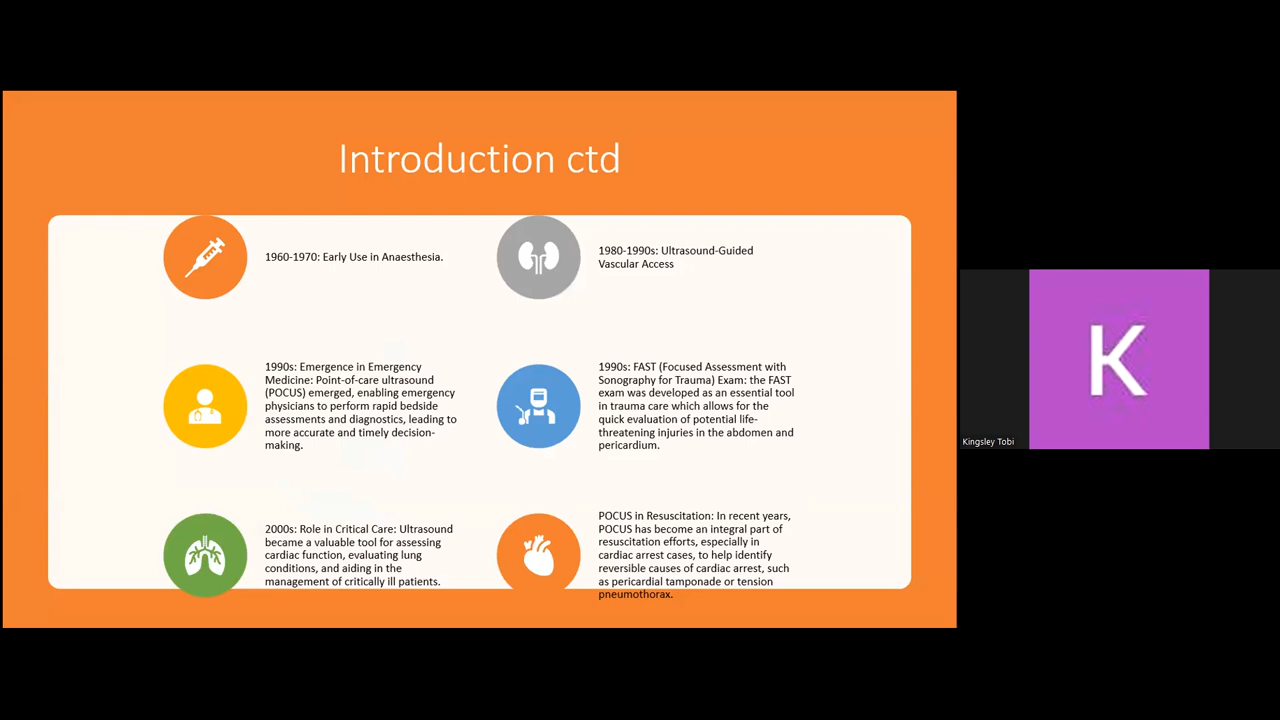 Introduction ctd
1960-1970: Early Use in Anaesthesia.
1980-1990s: Ultrasound-Guided
Vascular Access
1990s: Emergence in Emergency
Medicine: Point-of-care ultrasound
(POCUS) emerged, enabling emergency
physicians to perform rapid bedside
assessments and diagnostics, leading to
more accurate and timely decision-
making.
1990s: FAST (Focused Assessment with
Sonography for Trauma) Exam: the FAST
exam was developed as an essential tool
in trauma care which allows for the
quick evaluation of potential life-
threatening injuries in the abdomen and
pericardium.
2000s: Role in Critical Care: Ultrasound
became a valuable tool for assessing
cardiac function, evaluating lung
conditions, and aiding in the
management of critically ill patients.
POCUS in Resuscitation: In recent years,
POCUS has become an integral part of
resuscitation efforts, especially in
cardiac arrest cases, to help identify
reversible causes of cardiac arrest, such
as pericardial tamponade or tension
pneumothorax.
K
Kingsley Tobi